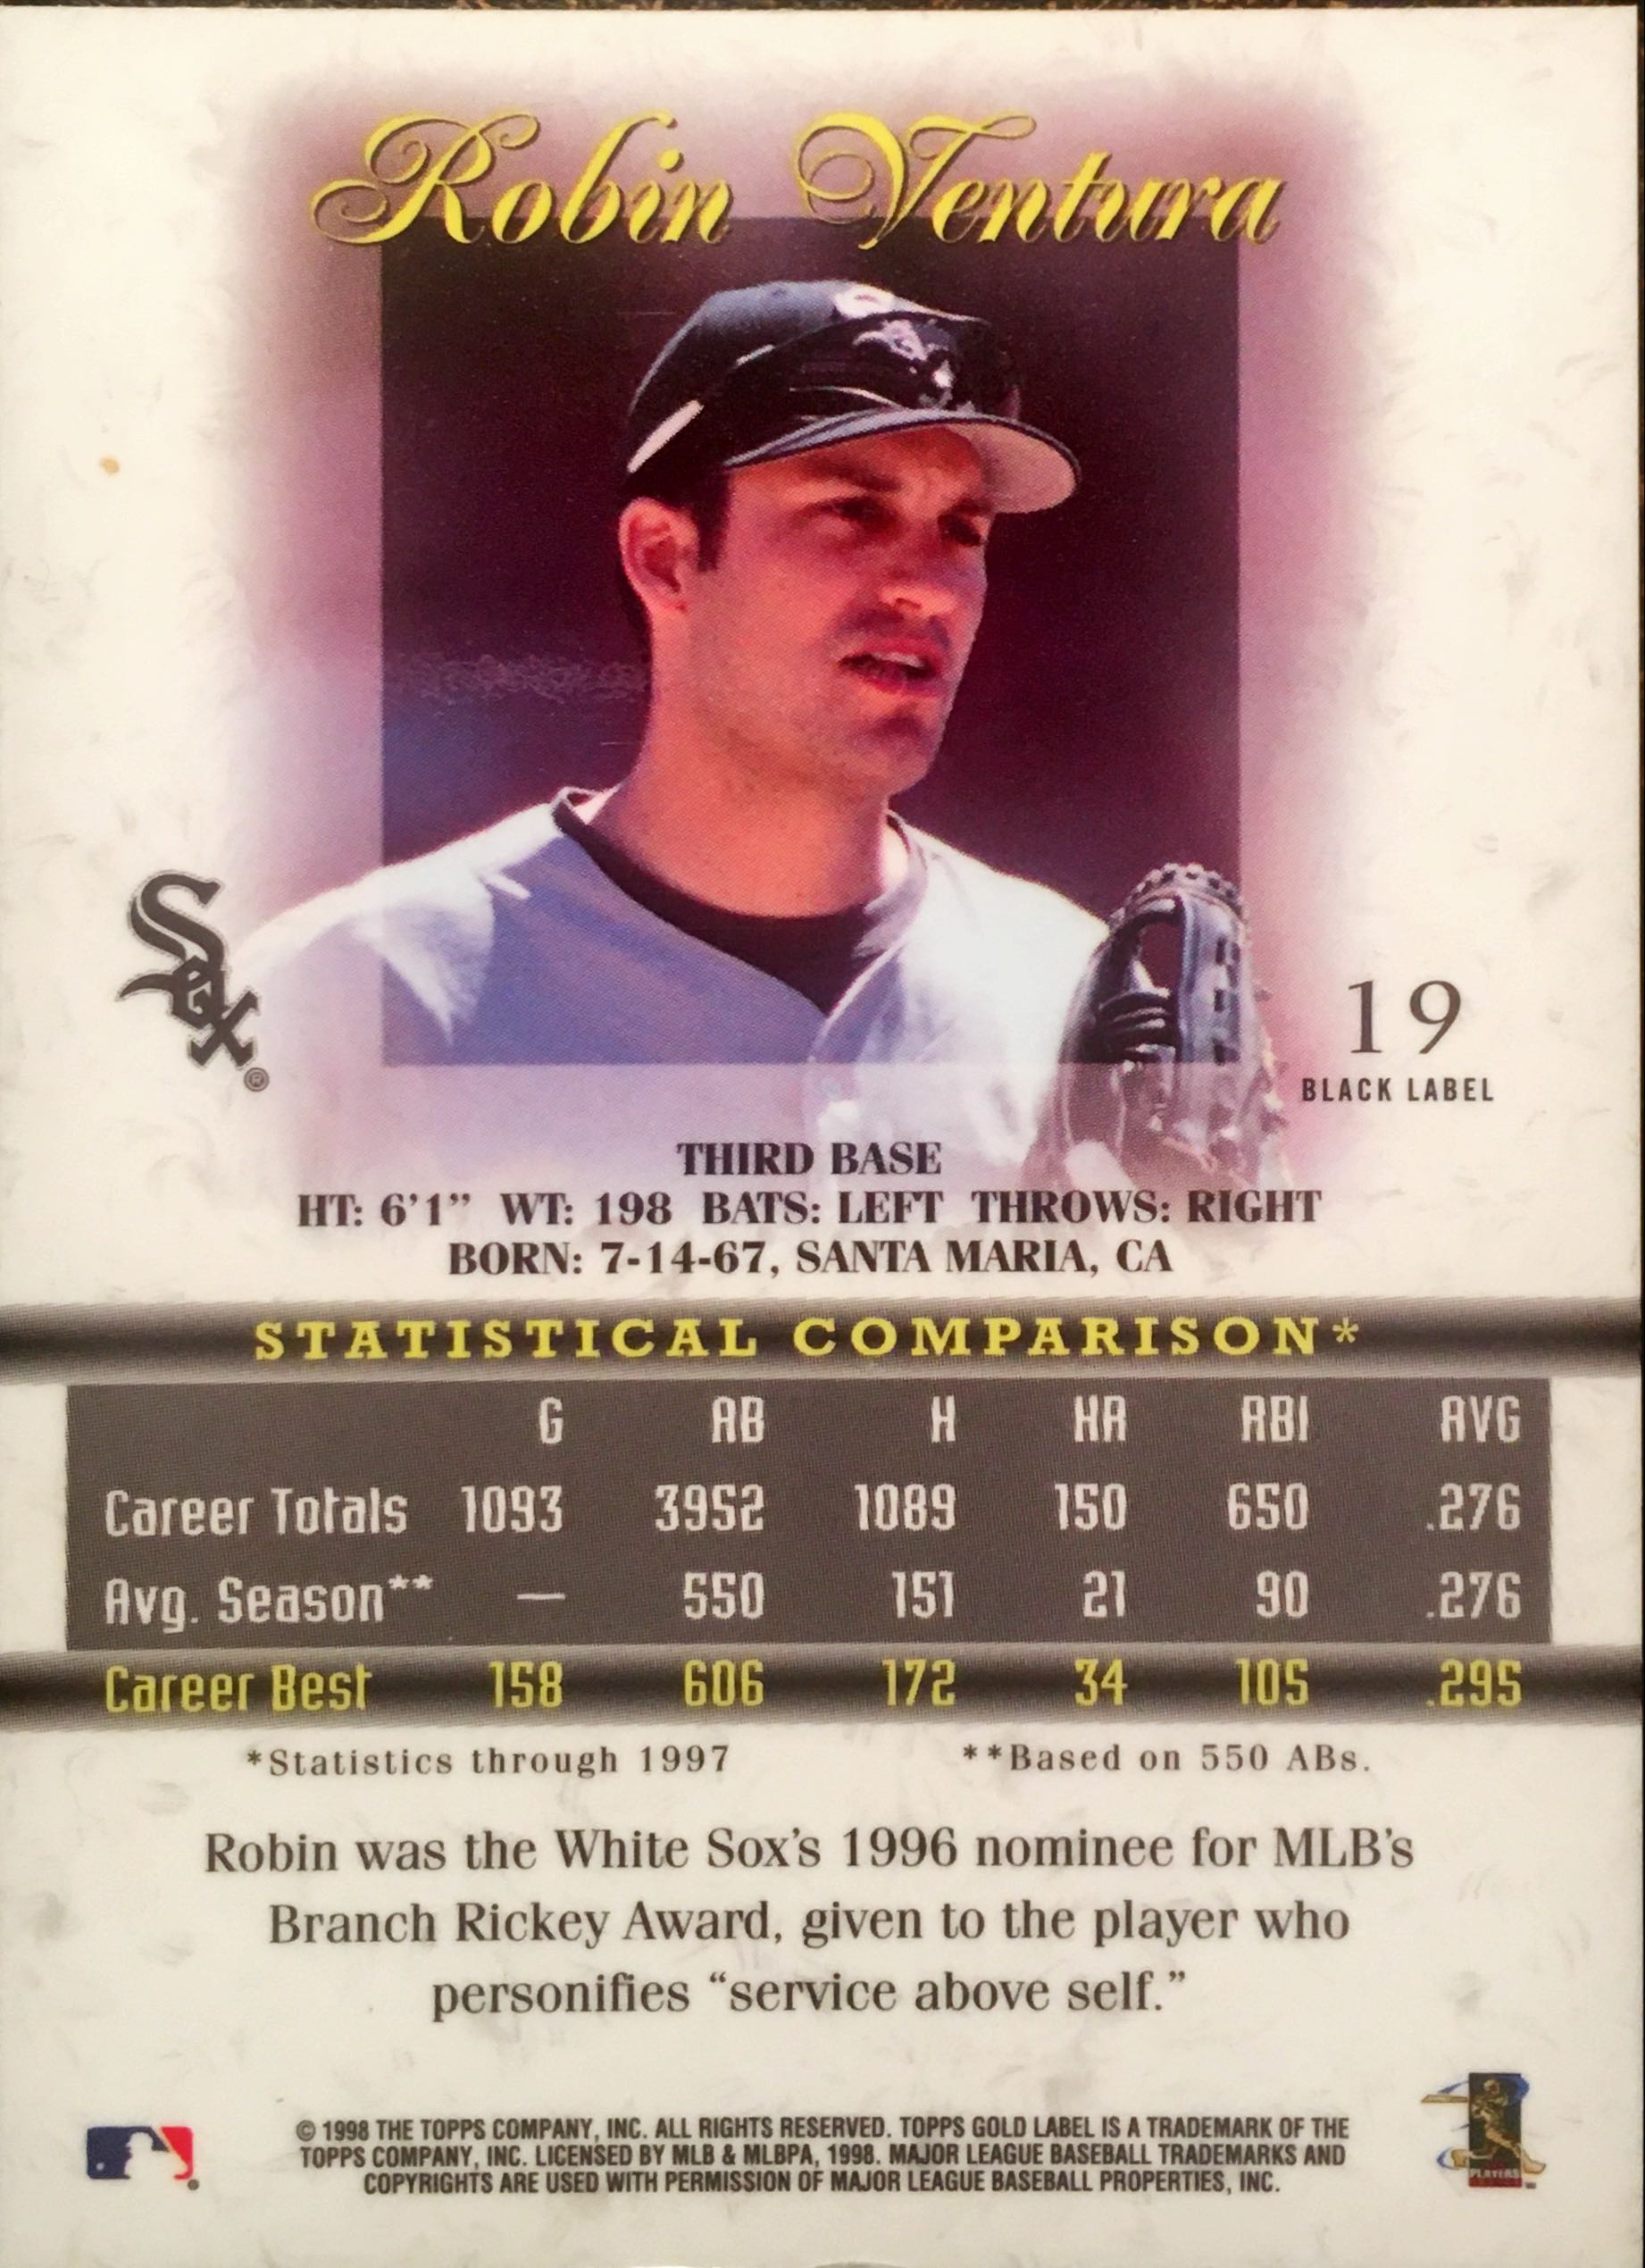 Robin Ventura
Sox
®
19
BLACK LABEL
THIRD BASE
HT: 6'1” WT: 198 BATS: LEFT THROWS: RIGHT
BORN: 7-14-67, SANTA MARIA, CA
STATISTICAL COMPARISON*
G AB H HR RBI AVG
Career Totals 1093 3952 1089 150 650 .276
Avg. Season** — 550 151 21 90 .276
Career Best 158 606 172 34 105 .295
*Statistics through 1997 **Based on 550 ABs.
Robin was the White Sox's 1996 nominee for MLB's
Branch Rickey Award, given to the player who
personifies “service above self.”
© 1998 THE TOPPS COMPANY, INC. ALL RIGHTS RESERVED. TOPPS GOLD LABEL IS A TRADEMARK OF THE
TOPPS COMPANY, INC. LICENSED BY MLB & MLBPA, 1998. MAJOR LEAGUE BASEBALL TRADEMARKS AND
COPYRIGHTS ARE USED WITH PERMISSION OF MAJOR LEAGUE BASEBALL PROPERTIES, INC.
PLAYERS